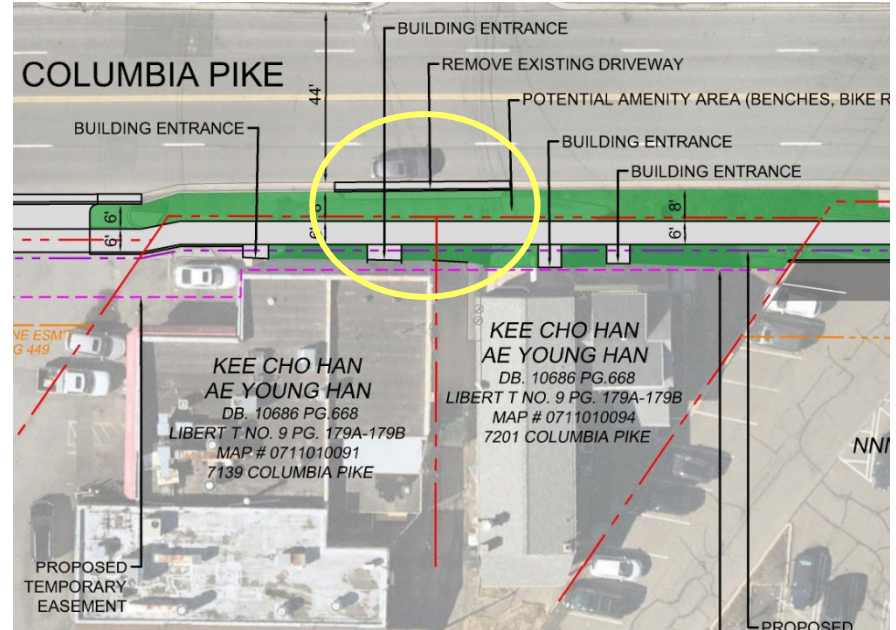 BUILDING ENTRANCE
COLUMBIA PIKE
REMOVE EXISTING DRIVEWAY
44'
POTENTIAL AMENITY AREA (BENCHES, BIKE R
BUILDING ENTRANCE
BUILDING ENTRANCE
BUILDING ENTRANCE
6'
8'
8'
6'
6'
6'
NE ESM'T
G 449
KEE CHO HAN
AE YOUNG HAN
DB. 10686 PG.668
LIBERT T NO. 9 PG. 179A-179B
MAP # 0711010091
7139 COLUMBIA PIKE
KEE CHO HAN
AE YOUNG HAN
DB. 10686 PG.668
LIBERT T NO. 9 PG. 179A-179B
MAP # 0711010094
7201 COLUMBIA PIKE
NNN
PROPOSED
TEMPORARY
EASEMENT
PROPOSED